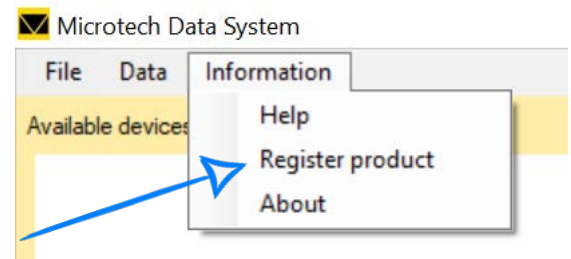 Microtech Data System
File Data Information
Available devices
Help
Register product
About